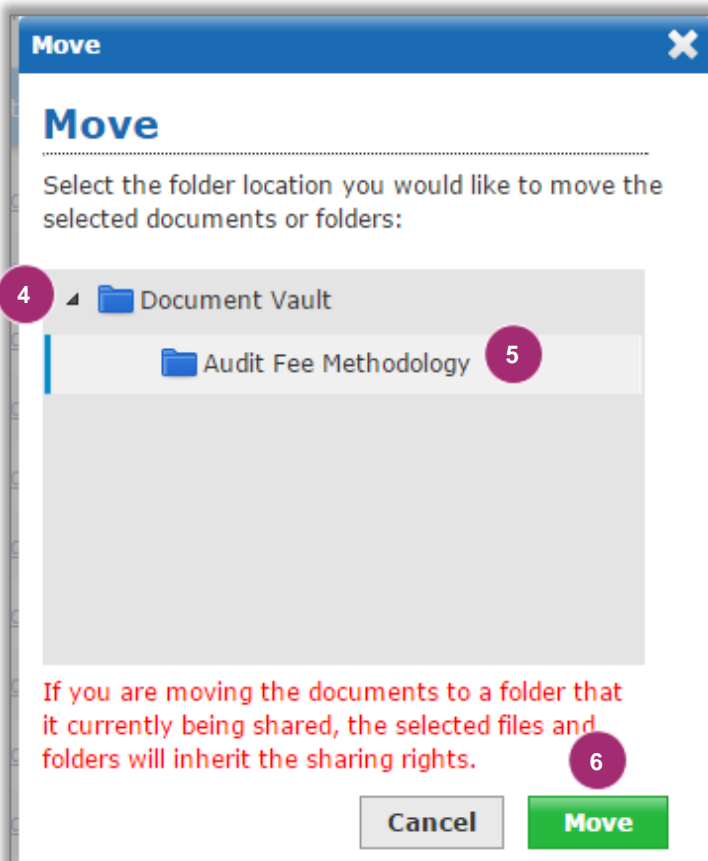 Move
Move
Select the folder location you would like to move the
selected documents or folders:
4
Document Vault
Audit Fee Methodology
5
If you are moving the documents to a folder that
it currently being shared, the selected files and
folders will inherit the sharing rights.
6
Cancel
Move